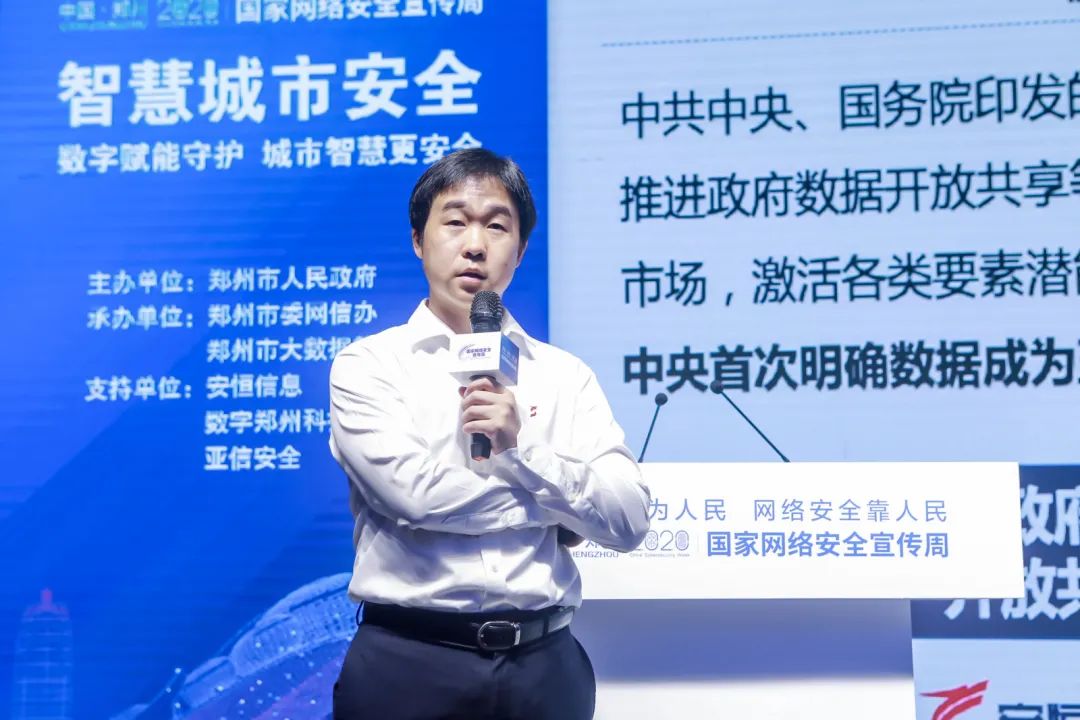 中国·郑州 2020 国家网络安全宣传周
智慧城市安全
数字赋能守护 城市智慧更安全
主办单位：郑州市人民政府
承办单位：郑州市委网信办
郑州市大数据
支持单位：安恒信息
数字郑州科
亚信安全
中共中央、国务院印发的
推进政府数据开放共享
市场，激活各类要素潜
中央首次明确数据成为
为人民 网络安全靠人民
2020 国家网络安全宣传周
政府
开放共
安恒